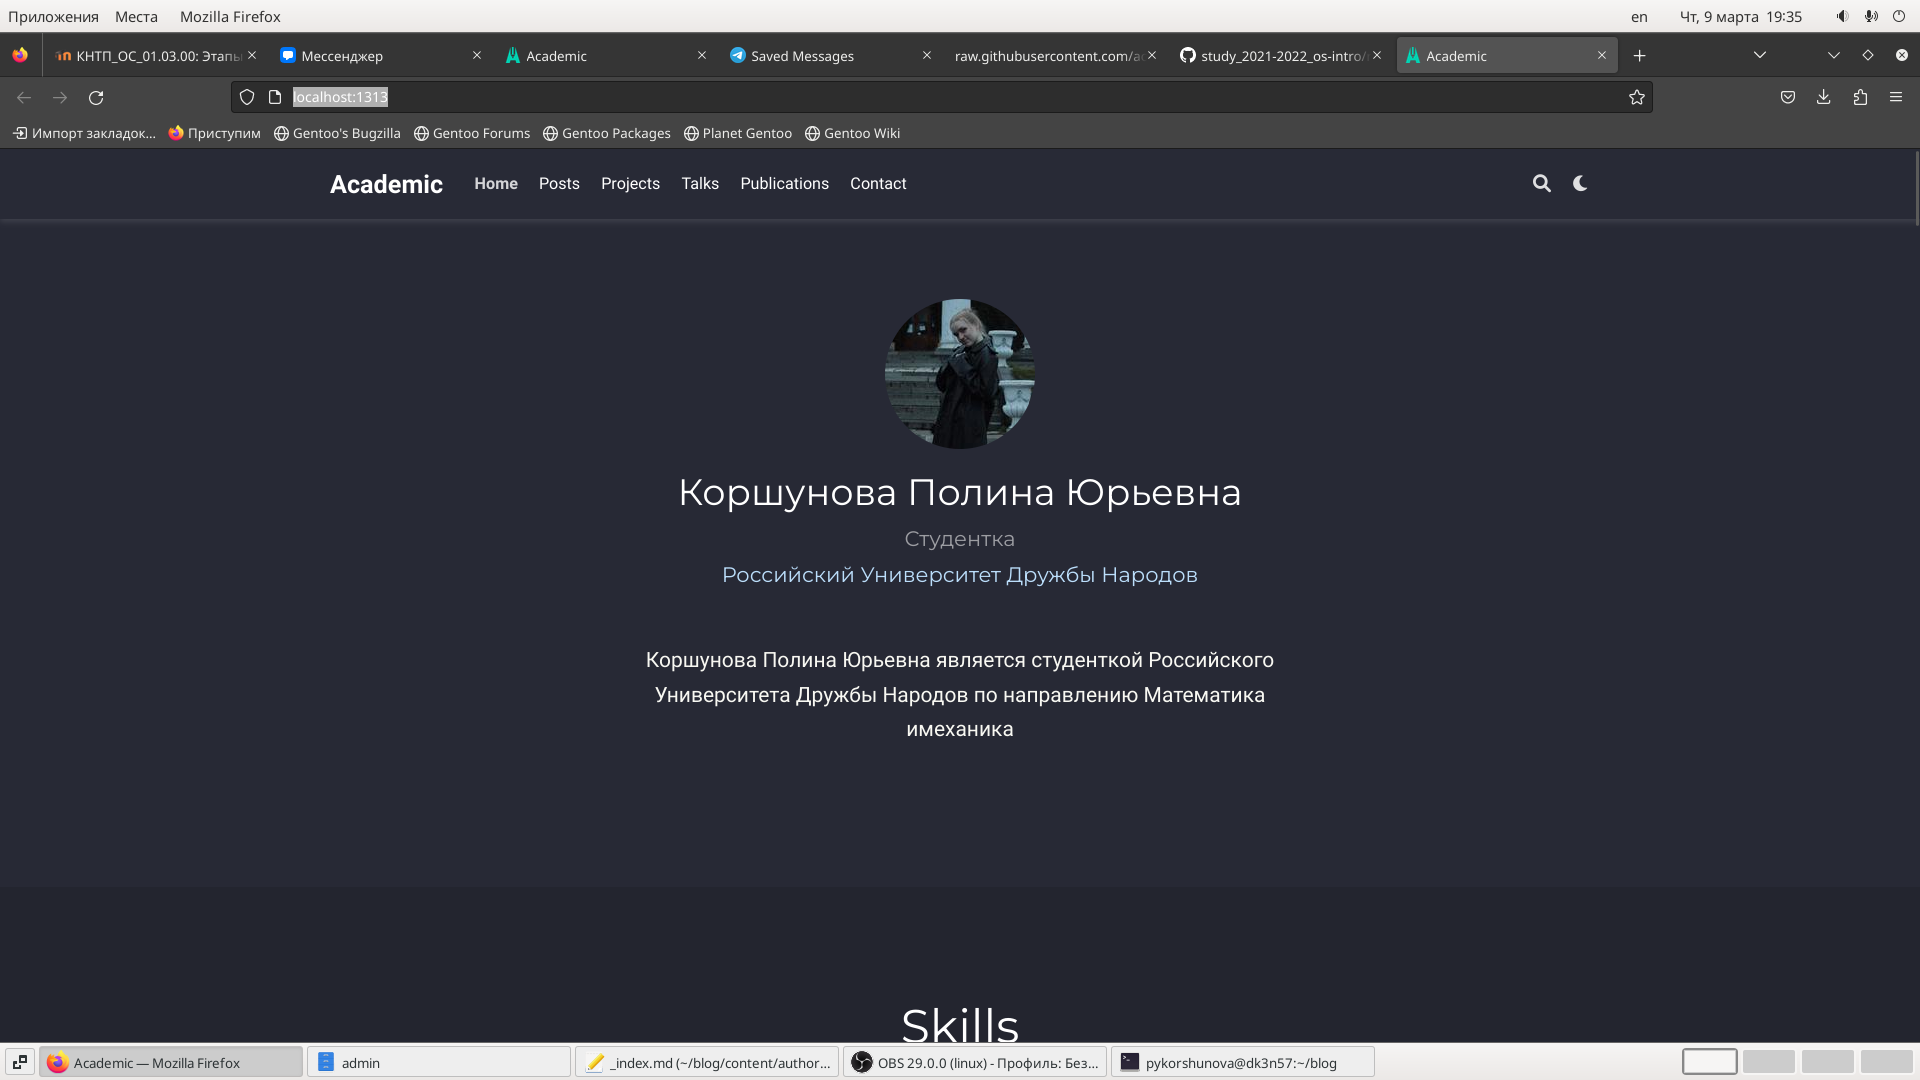 Приложения Места Mozilla Firefox en Чт, 9 марта 19:35
КНТП_ОС_01.03.00: Этапы Мессенджер Academic Saved Messages raw.githubusercontent.com/ac study_2021-2022_os-intro/ Academic
localhost:1313
Импорт закладок... Приступим Gentoo's Bugzilla Gentoo Forums Gentoo Packages Planet Gentoo Gentoo Wiki
Academic Home Posts Projects Talks Publications Contact
Коршунова Полина Юрьевна
Студентка
Российский Университет Дружбы Народов
Коршунова Полина Юрьевна является студенткой Российского
Университета Дружбы Народов по направлению Математика
имеханика
Skills
Academic — Mozilla Firefox admin _index.md (~/blog/content/author... OBS 29.0.0 (linux) - Профиль: Без... pykorshunova@dk3n57:~/blog